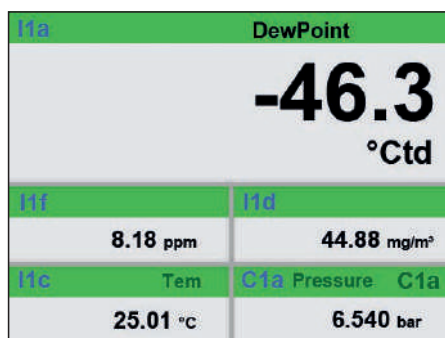 I1a DewPoint
-46.3
°Ctd
I1f I1d
8.18 ppm 44.88 mg/m³
I1c Tem C1a Pressure C1a
25.01 °C 6.540 bar